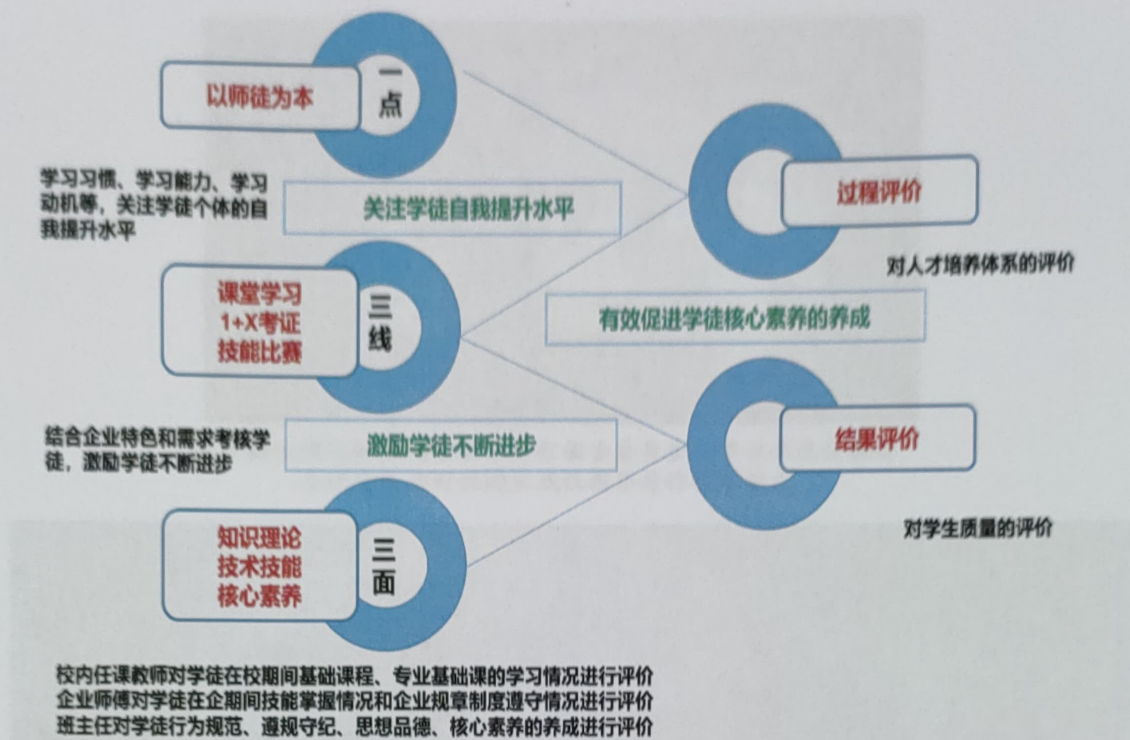 以师徒为本
一
点
学习习惯、学习能力、学习
动机等，关注学徒个体的自
我提升水平
关注学徒自我提升水平
过程评价
对人才培养体系的评价
课堂学习
1+X考证
技能比赛
三
线
有效促进学徒核心素养的养成
结合企业特色和需求考核学
徒，激励学徒不断进步
激励学徒不断进步
结果评价
对学生质量的评价
知识理论
技术技能
核心素养
三
面
校内任课教师对学徒在校期间基础课程、专业基础课的学习情况进行评价
企业师傅对学徒在企期间技能掌握情况和企业规章制度遵守情况进行评价
班主任对学徒行为规范、遵规守纪、思想品德、核心素养的养成进行评价